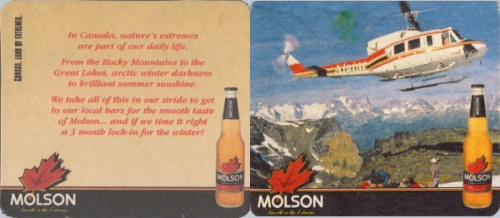 CANADA. LAND OF EXTREMES.
In Canada, nature's extremes
are part of our daily life.
From the Rocky Mountains to the
Great Lakes, arctic winter darkness
to brilliant summer sunshine.
We take all of this in our stride to get
to our local bars for the smooth taste
of Molson... and if we time it right
a 3 month lock-in for the winter!
MOLSON
MOLSON